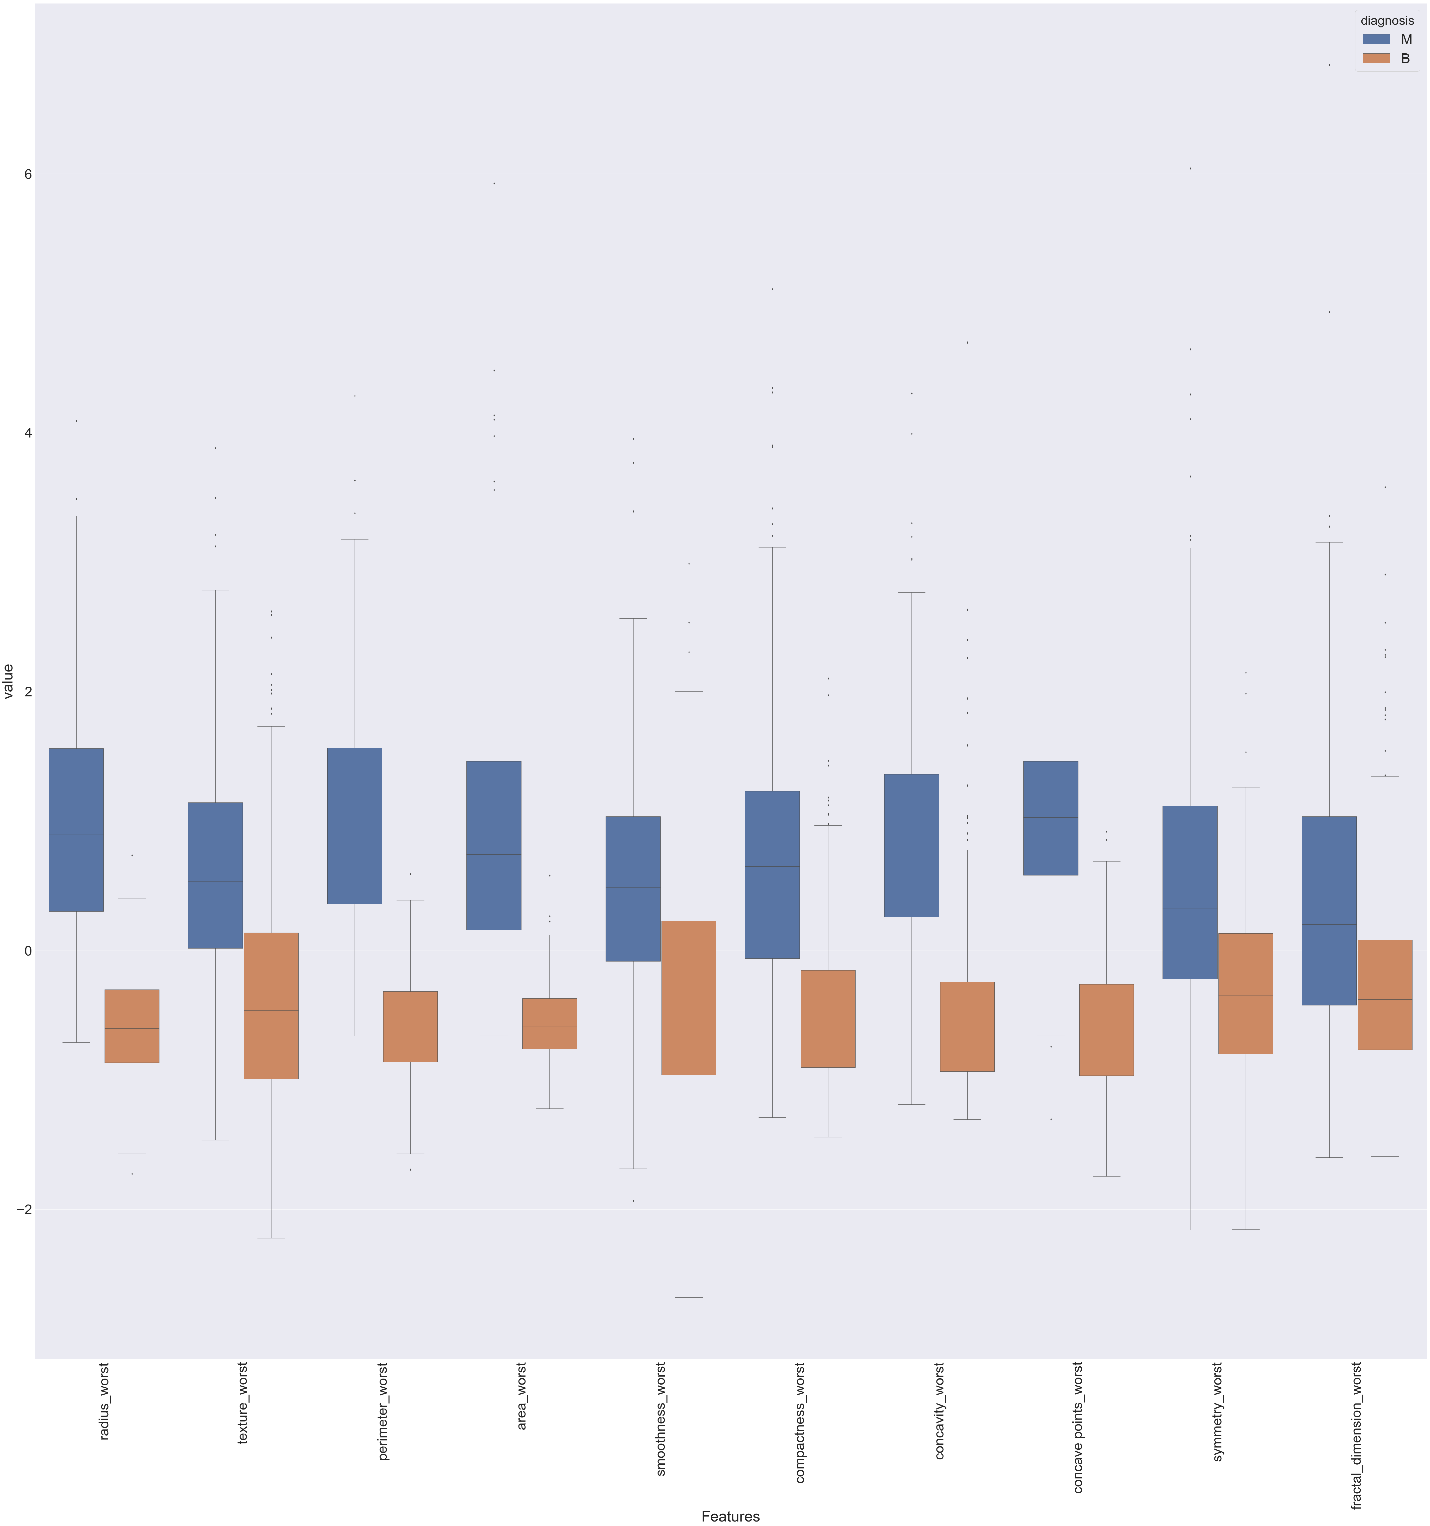 diagnosis
M
B
6
4
2
0
−2
value
radius_worst
texture_worst
perimeter_worst
area_worst
smoothness_worst
compactness_worst
concavity_worst
concave points_worst
symmetry_worst
fractal_dimension_worst
Features